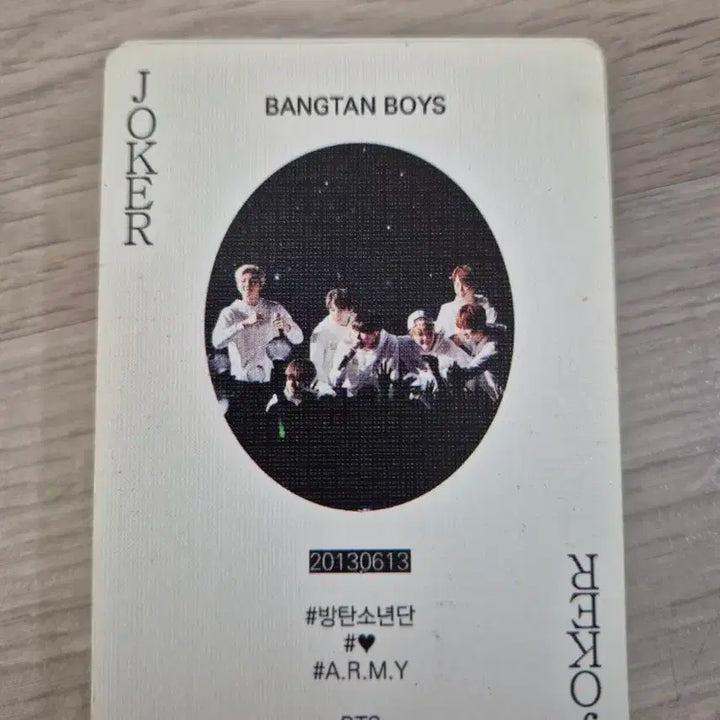 JOKER
BANGTAN BOYS
20130613
#방탄소년단
#♥
#A.R.M.Y
JOKER